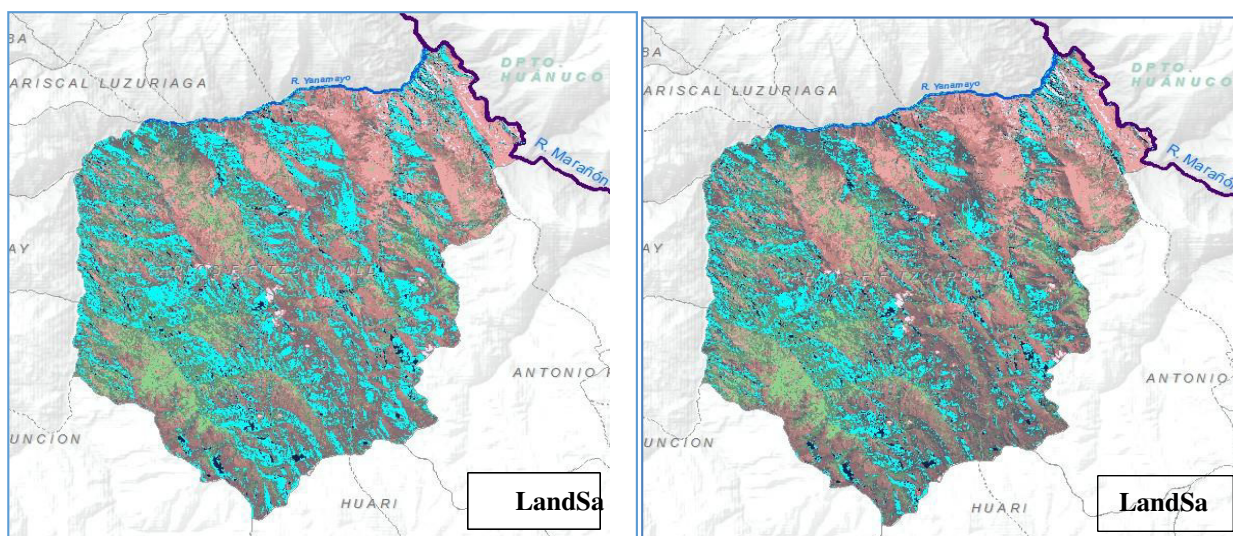 BA
ARISCAL LUZURIAGA
R. Yanamayo
DPTO.
HUÁNUCO
R. Marañón
AY
ANTONIO R
UNCION
HUARI
LandSa
BA
ARISCAL LUZURIAGA
R. Yanamayo
DPTO.
HUÁNUCO
R. Marañón
AY
ANTONIO
UNCION
HUARI
LandSa